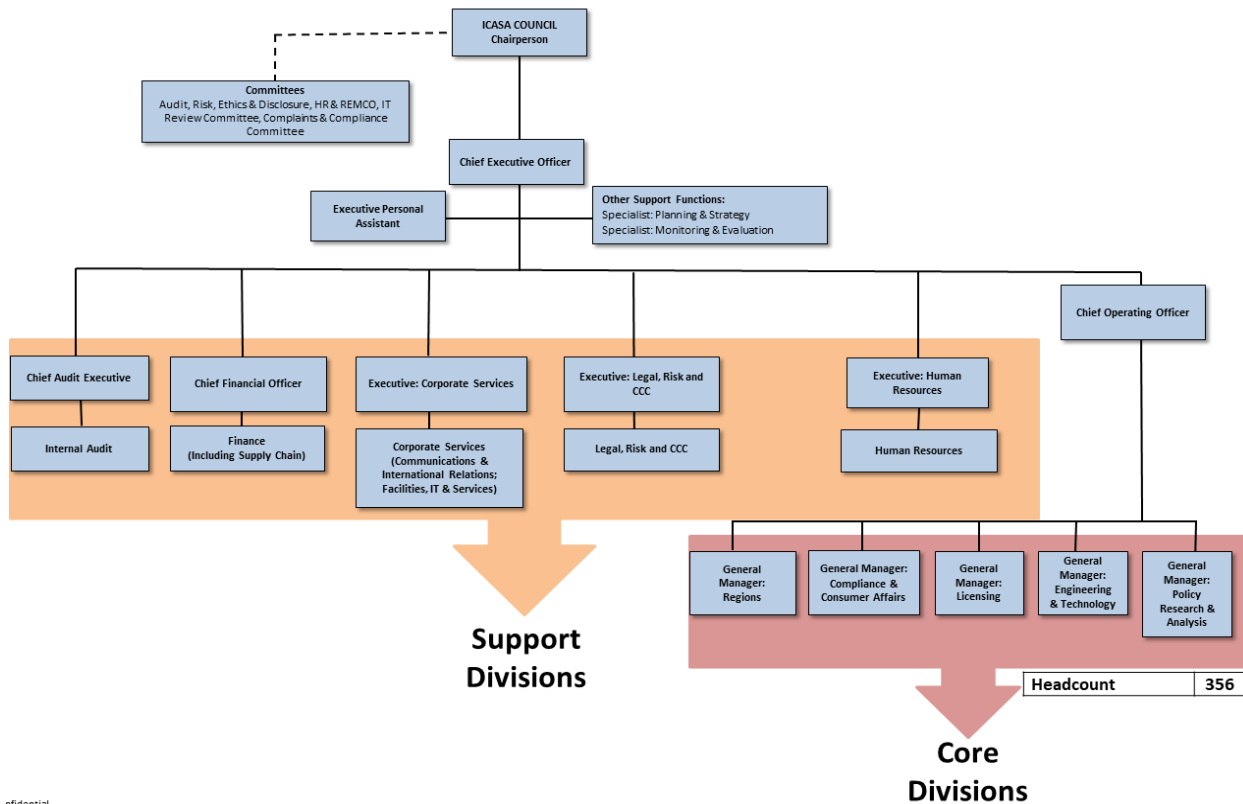 ICASA COUNCIL
Chairperson
Committees
Audit, Risk, Ethics & Disclosure, HR & REMCO, IT
Review Committee, Complaints & Compliance
Committee
Chief Executive Officer
Executive Personal
Assistant
Other Support Functions:
Specialist: Planning & Strategy
Specialist: Monitoring & Evaluation
Chief Operating Officer
Chief Audit Executive
Chief Financial Officer
Executive: Corporate Services
Executive: Legal, Risk and
CCC
Executive: Human
Resources
Internal Audit
Finance
(Including Supply Chain)
Corporate Services
(Communications &
International Relations;
Facilities, IT & Services)
Legal, Risk and CCC
Human Resources
General
Manager:
Regions
General Manager:
Compliance &
Consumer Affairs
General
Manager:
Licensing
General
Manager:
Engineering
& Technology
General
Manager:
Policy
Research &
Analysis
Support
Divisions
Headcount 356
Core
Divisions